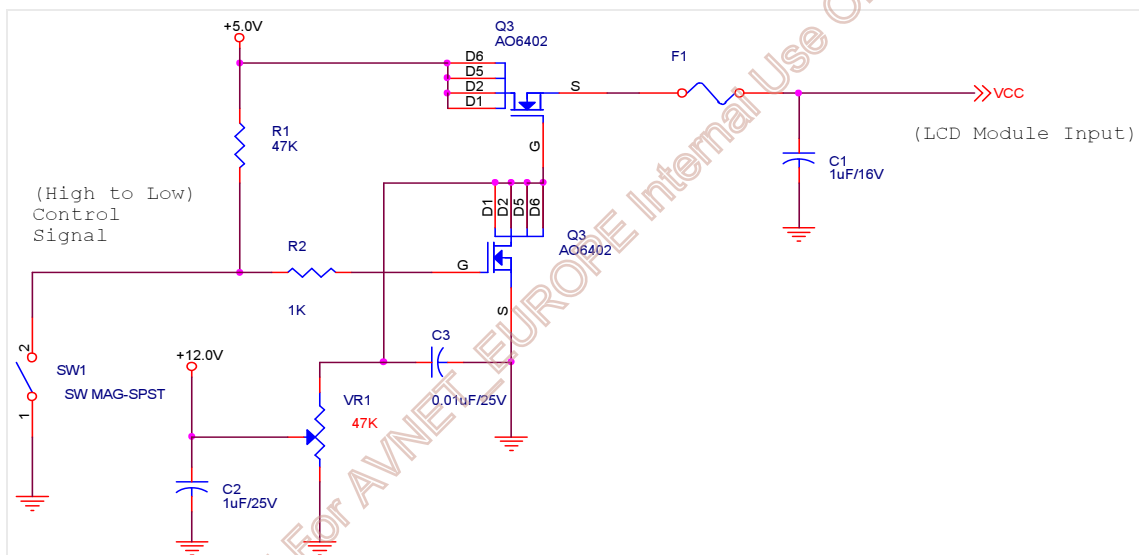 +5.0V
Q3
AO6402
D6
D5
D2
D1
S
G
F1
VCC
(LCD Module Input)
R1
47K
C1
1uF/16V
(High to Low)
Control
Signal
D1
D2
D5
D6
Q3
AO6402
R2
G
1K
S
+12.0V
C3
0.01uF/25V
2
SW1
SW MAG-SPST
1
VR1
47K
C2
1uF/25V
For AVNET_EUROPE Internal Use O